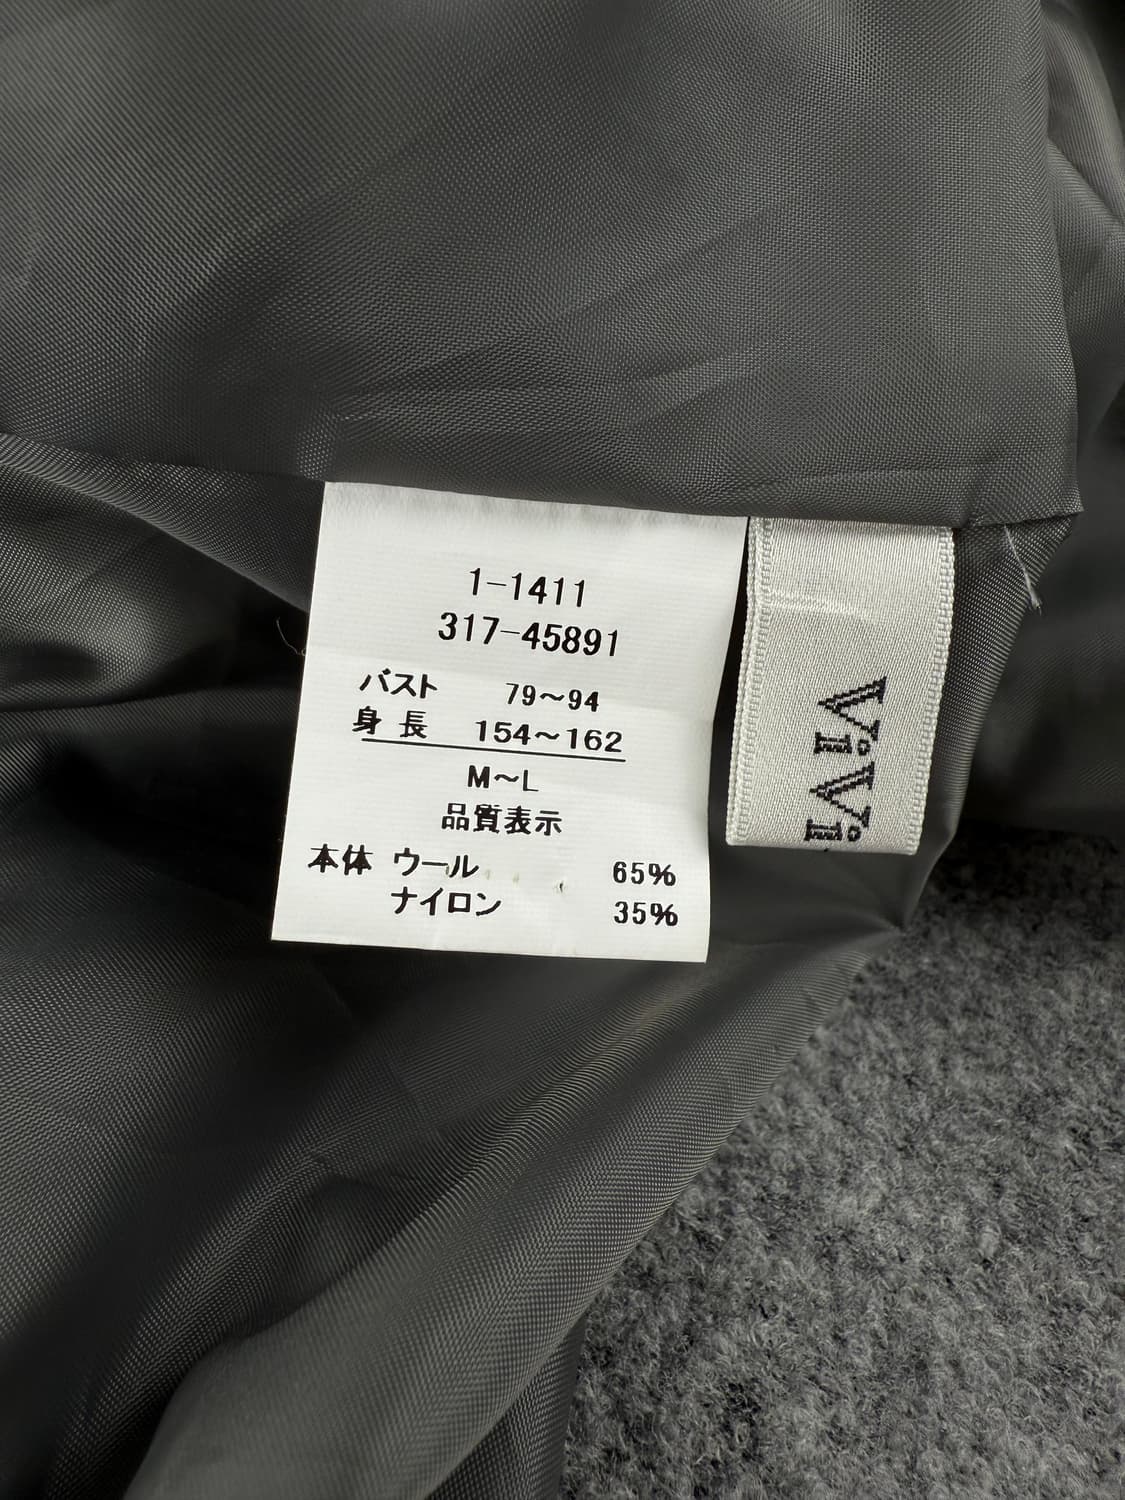 1-1411
317-45891
バスト 79～94
身長 154～162
M～L
品質表示
本体 ウール 65%
ナイロン 35%
ViVi